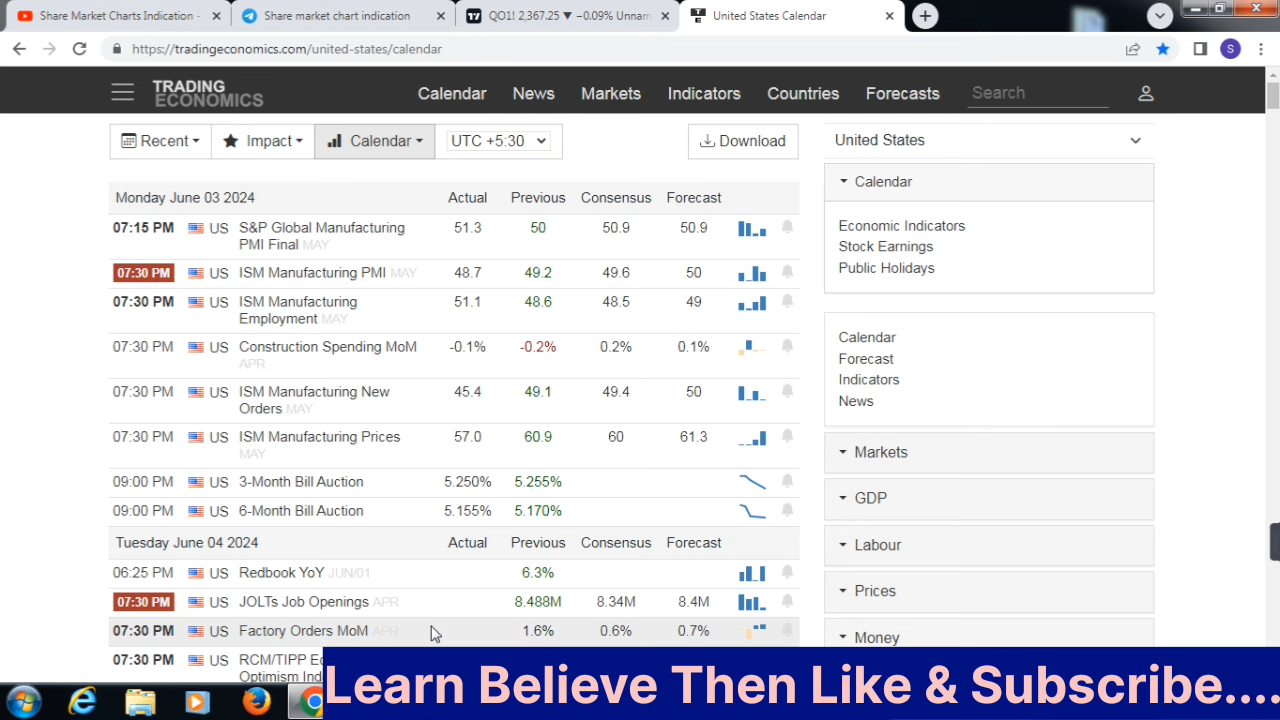 Share Market Charts Indication -
Share market chart indication
QO1! 2,367.25 ▼ −0.09% Unnam
United States Calendar
https://tradingeconomics.com/united-states/calendar
S
TRADING
ECONOMICS
Calendar
News
Markets
Indicators
Countries
Forecasts
Search
Recent
Impact
Calendar
UTC +5:30
Download
United States
Monday June 03 2024 Actual Previous Consensus Forecast
07:15 PM US S&P Global Manufacturing 51.3 50 50.9 50.9
PMI Final MAY
07:30 PM US ISM Manufacturing PMI MAY 48.7 49.2 49.6 50
07:30 PM US ISM Manufacturing 51.1 48.6 48.5 49
Employment MAY
07:30 PM US Construction Spending MoM -0.1% -0.2% 0.2% 0.1%
APR
07:30 PM US ISM Manufacturing New 45.4 49.1 49.4 50
Orders MAY
07:30 PM US ISM Manufacturing Prices 57.0 60.9 60 61.3
MAY
09:00 PM US 3-Month Bill Auction 5.250% 5.255%
09:00 PM US 6-Month Bill Auction 5.155% 5.170%
Tuesday June 04 2024 Actual Previous Consensus Forecast
06:25 PM US Redbook YoY JUN/01 6.3%
07:30 PM US JOLTs Job Openings APR 8.488M 8.34M 8.4M
07:30 PM US Factory Orders MoM APR 1.6% 0.6% 0.7%
07:30 PM US RCM/TIPP Ec
Optimism Ind
Calendar
Economic Indicators
Stock Earnings
Public Holidays
Calendar
Forecast
Indicators
News
Markets
GDP
Labour
Prices
Money
Learn Believe Then Like & Subscribe....